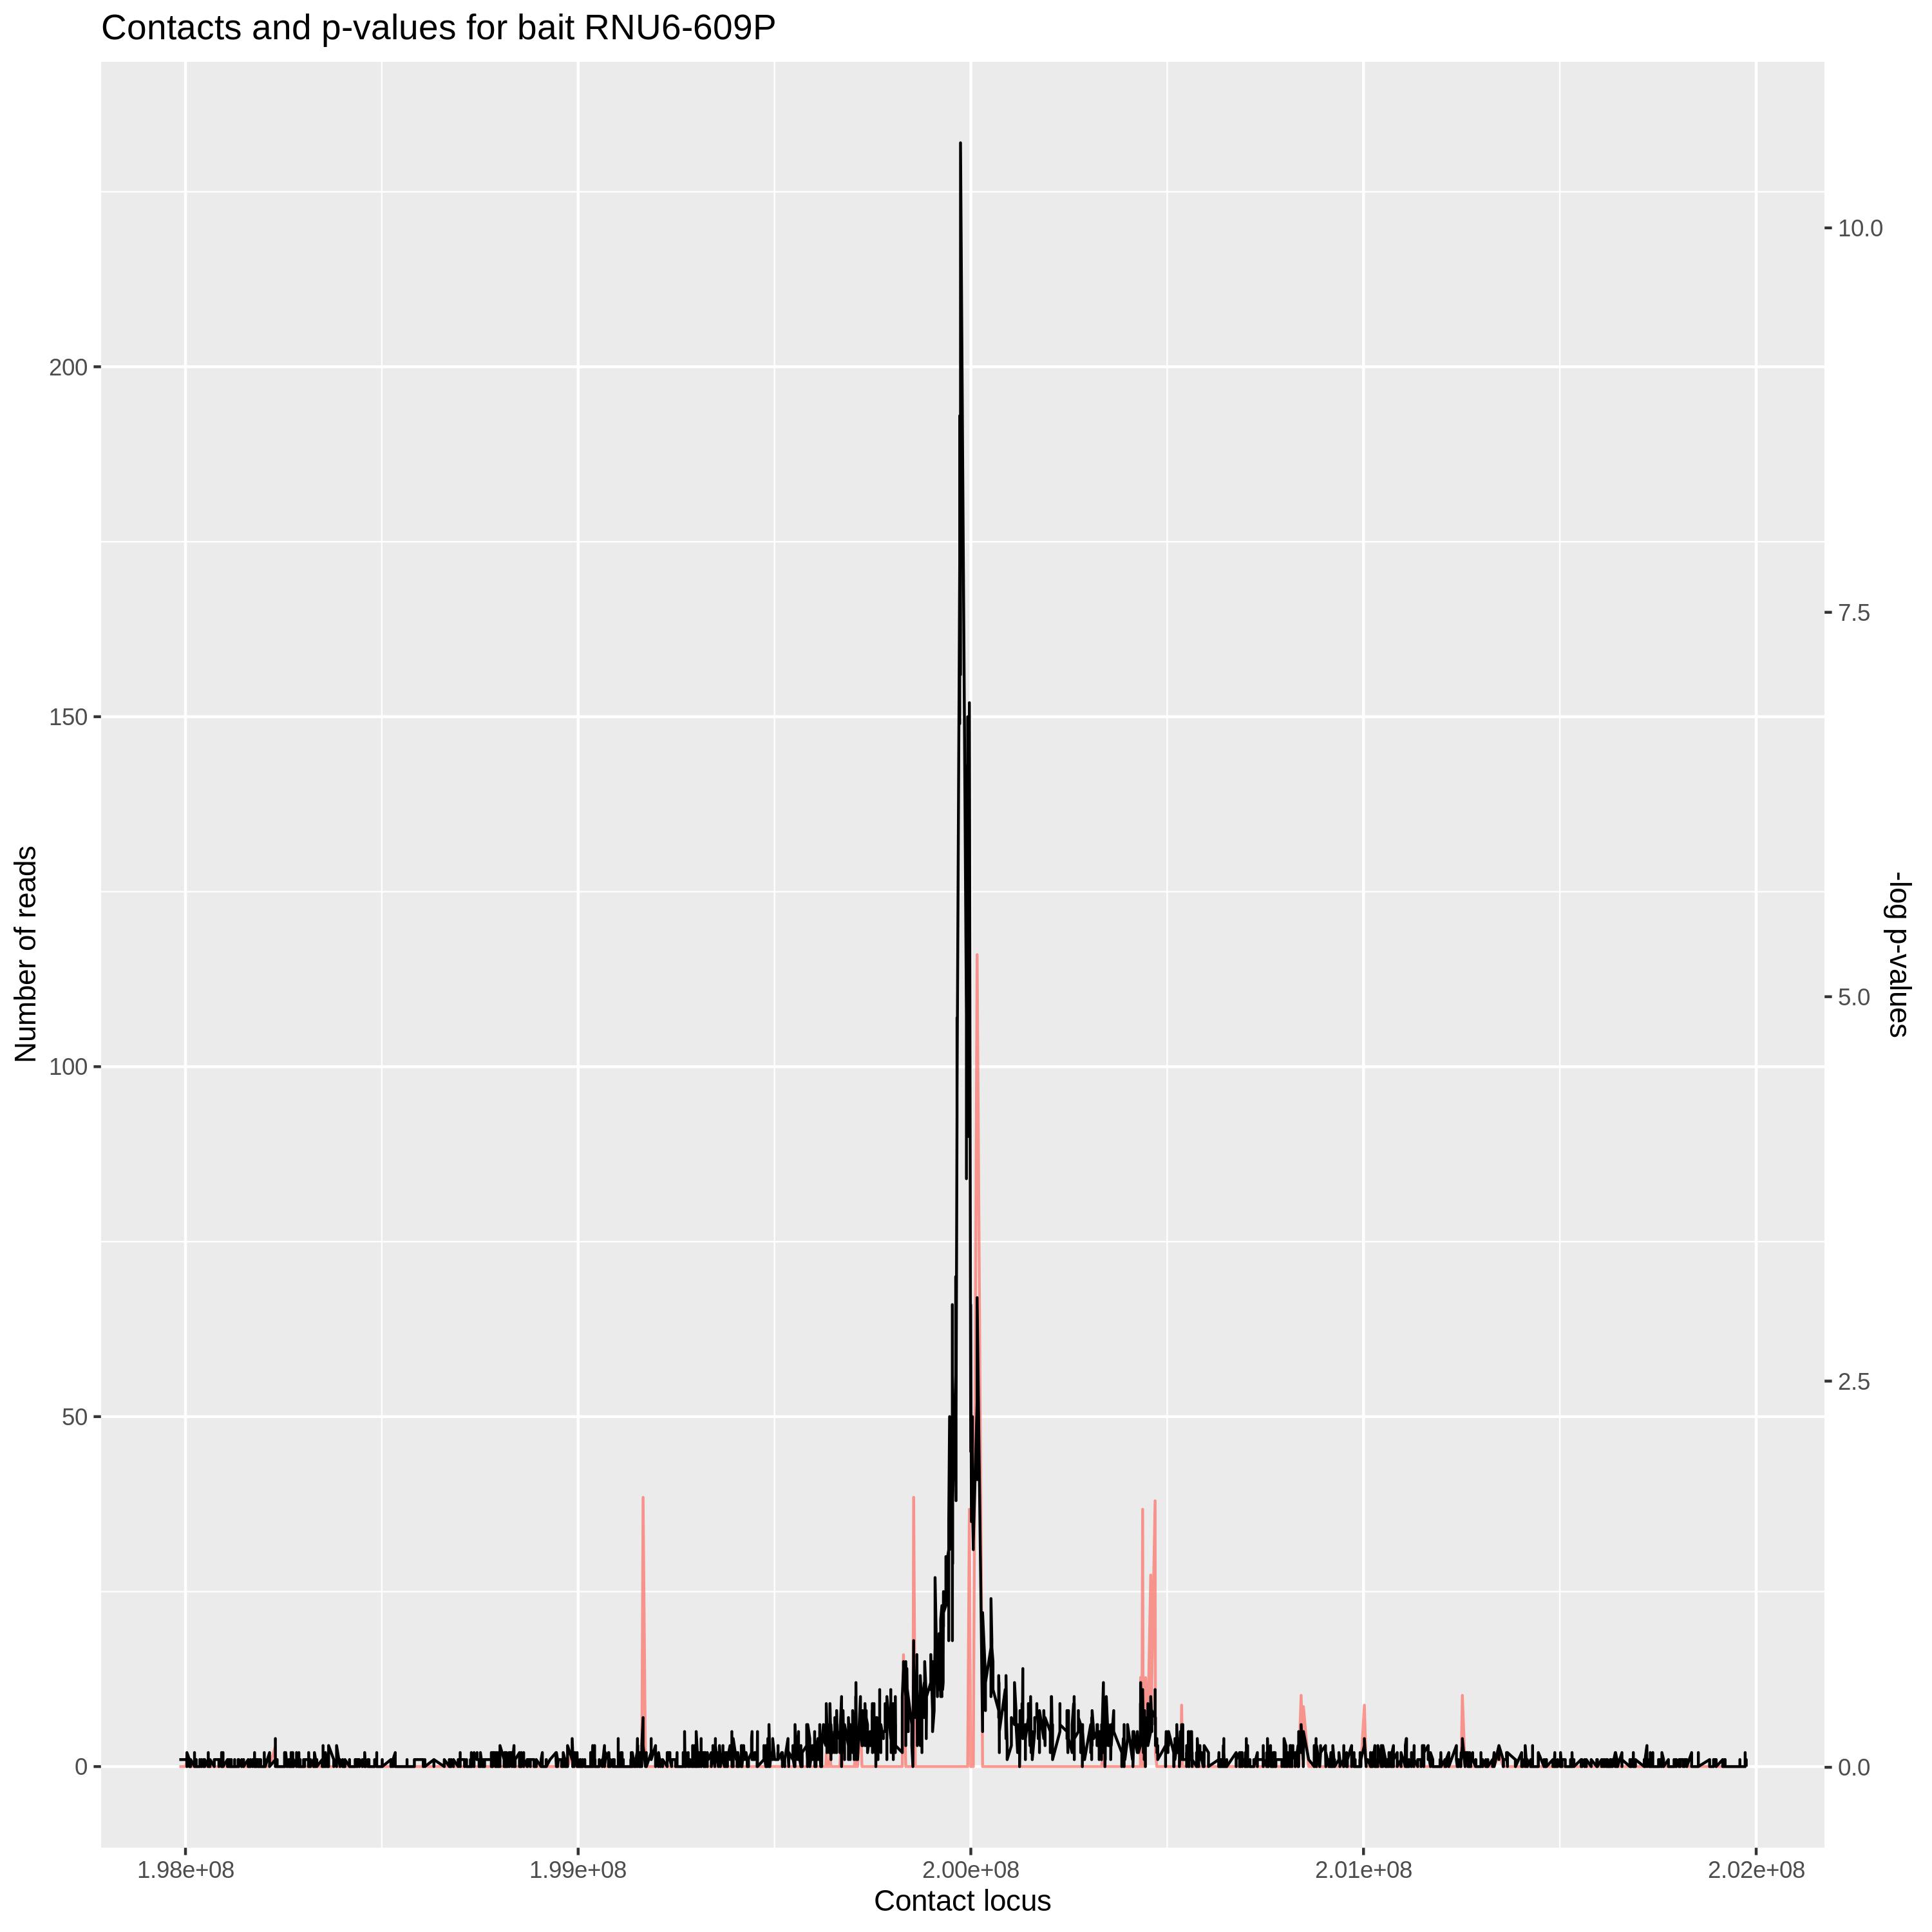 Contacts and p-values for bait RNU6-609P
200
150
100
50
0
Number of reads
10.0
7.5
5.0
2.5
0.0
-log p-values
1.98e+08
1.99e+08
2.00e+08
2.01e+08
2.02e+08
Contact locus